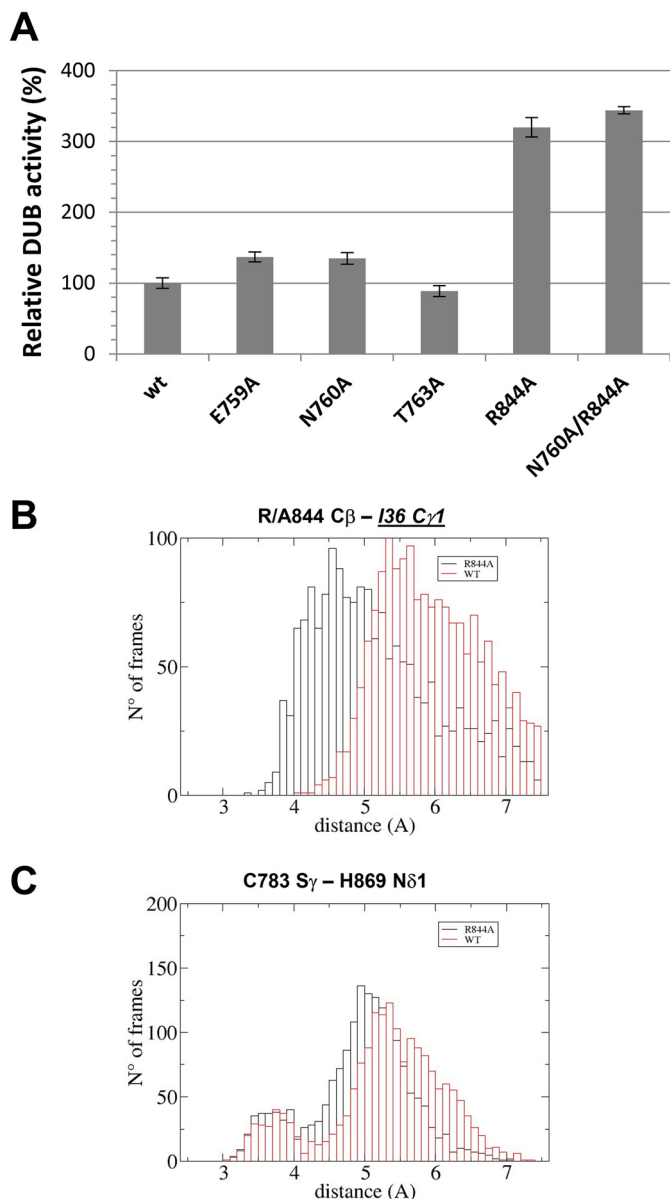 A
Relative DUB activity (%)
400
300
200
100
0
wt
E759A
N760A
T763A
R844A
N760A/R844A
B
R/A844 Cβ – I36 Cγ1
N° of frames
100
50
0
R844A
WT
3 4 5 6 7
distance (A)
C
C783 Sγ – H869 Nδ1
N° of frames
200
150
100
50
0
R844A
WT
3 4 5 6 7
distance (A)